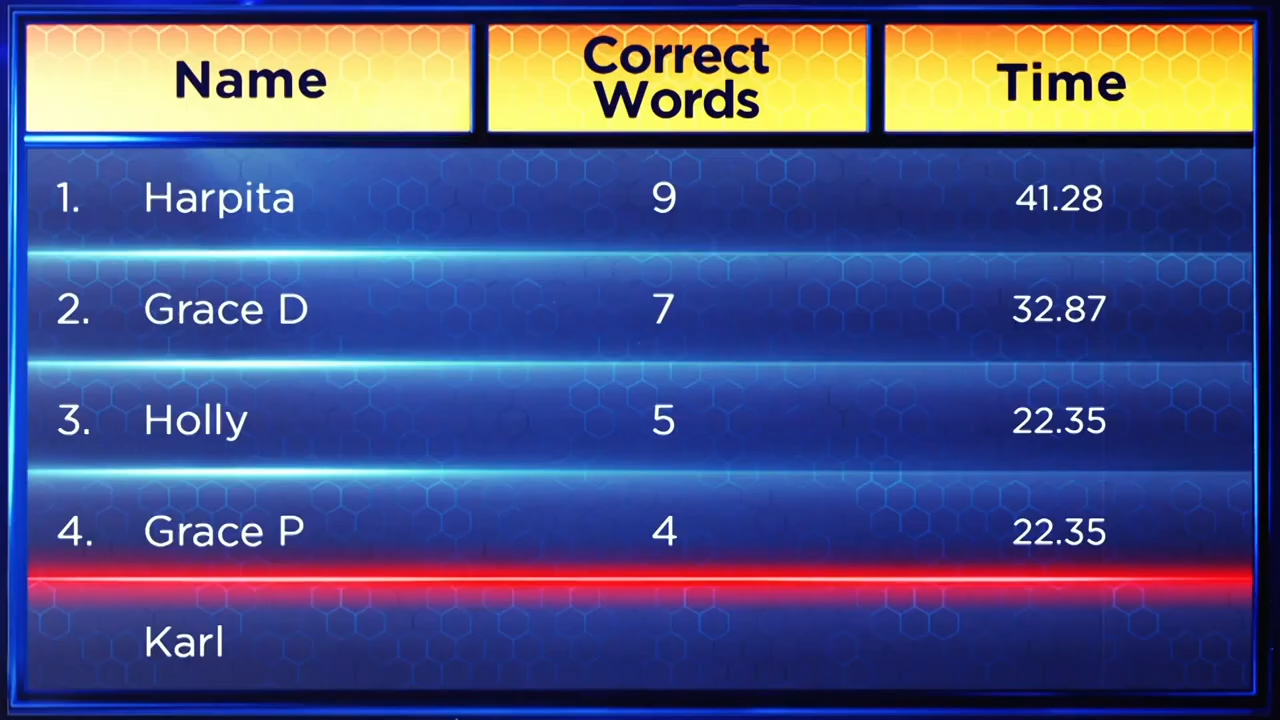 Name Correct Words Time
1. Harpita 9 41.28
2. Grace D 7 32.87
3. Holly 5 22.35
4. Grace P 4 22.35
Karl